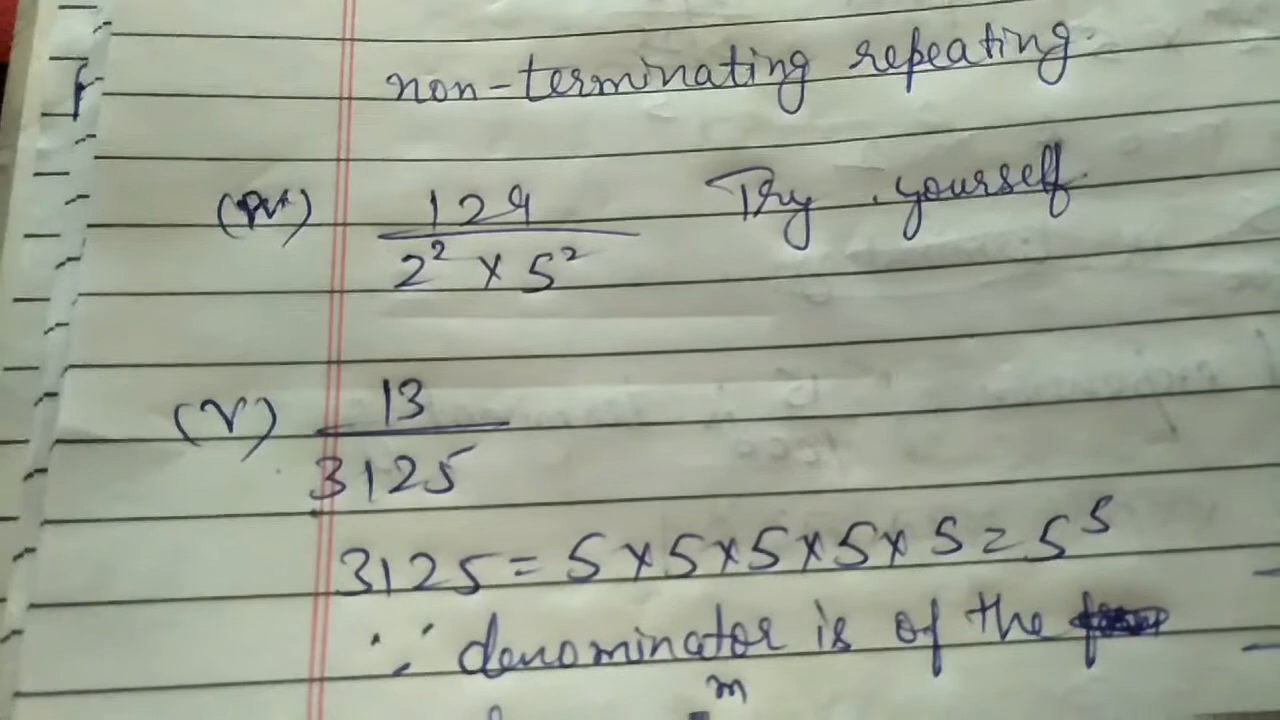 non-terminating repeating.
129 Try yourself.
2² × 5²
(V) 13
3125
3125 = 5 × 5 × 5 × 5 × 5 = 5⁵
∵ denominator is of the
m